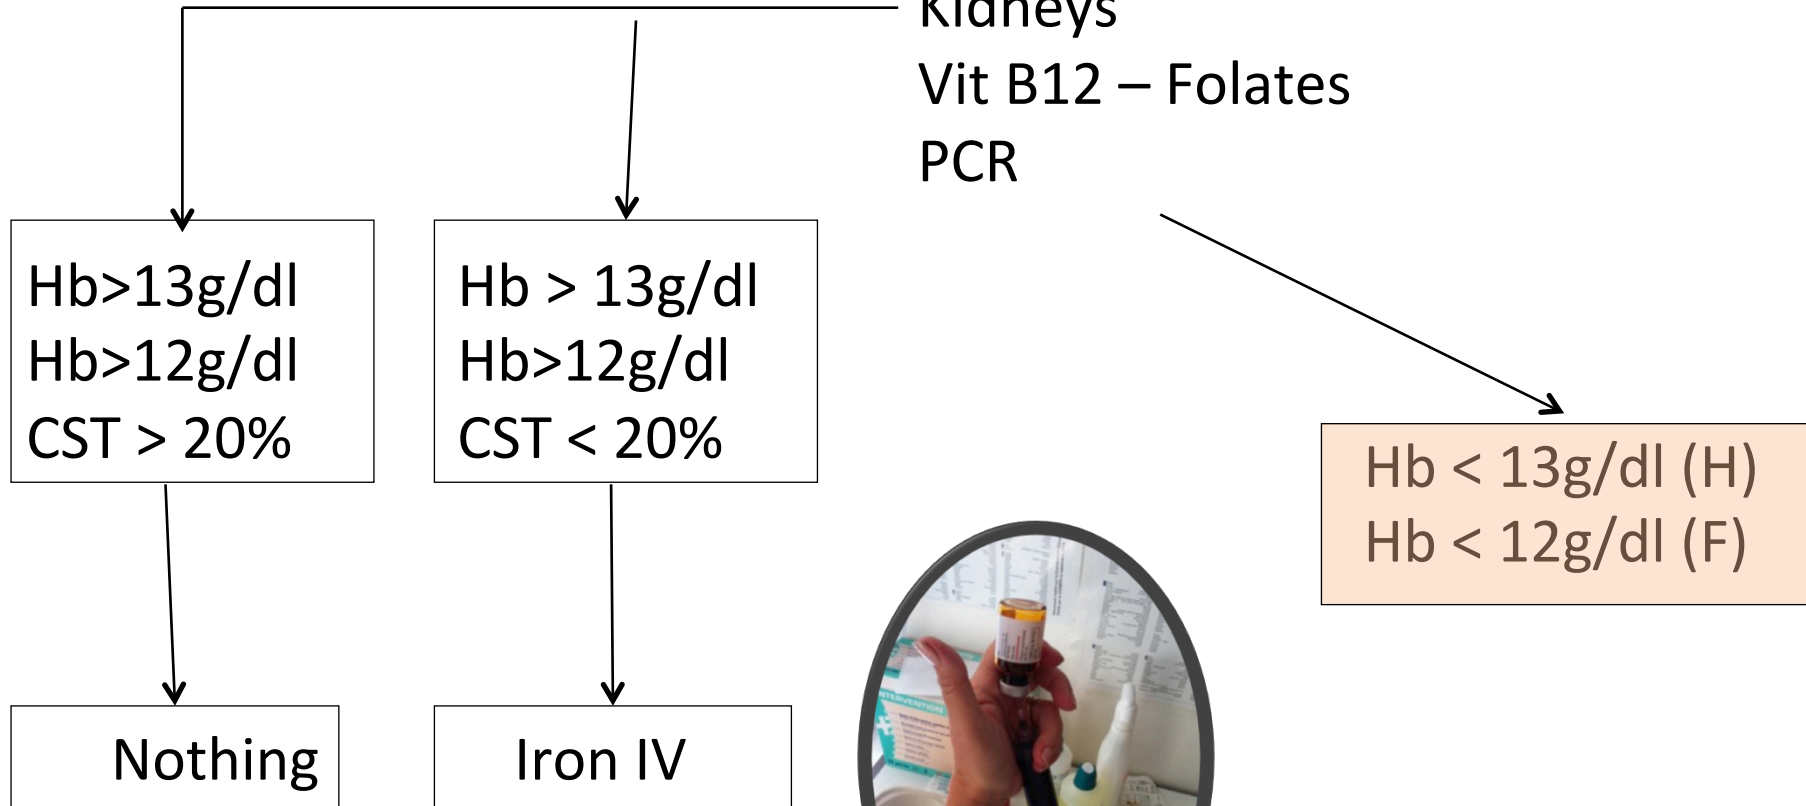 Kidneys
Vit B12 – Folates
PCR
Hb>13g/dl
Hb>12g/dl
CST > 20%
Hb > 13g/dl
Hb>12g/dl
CST < 20%
Hb < 13g/dl (H)
Hb < 12g/dl (F)
Nothing
Iron IV